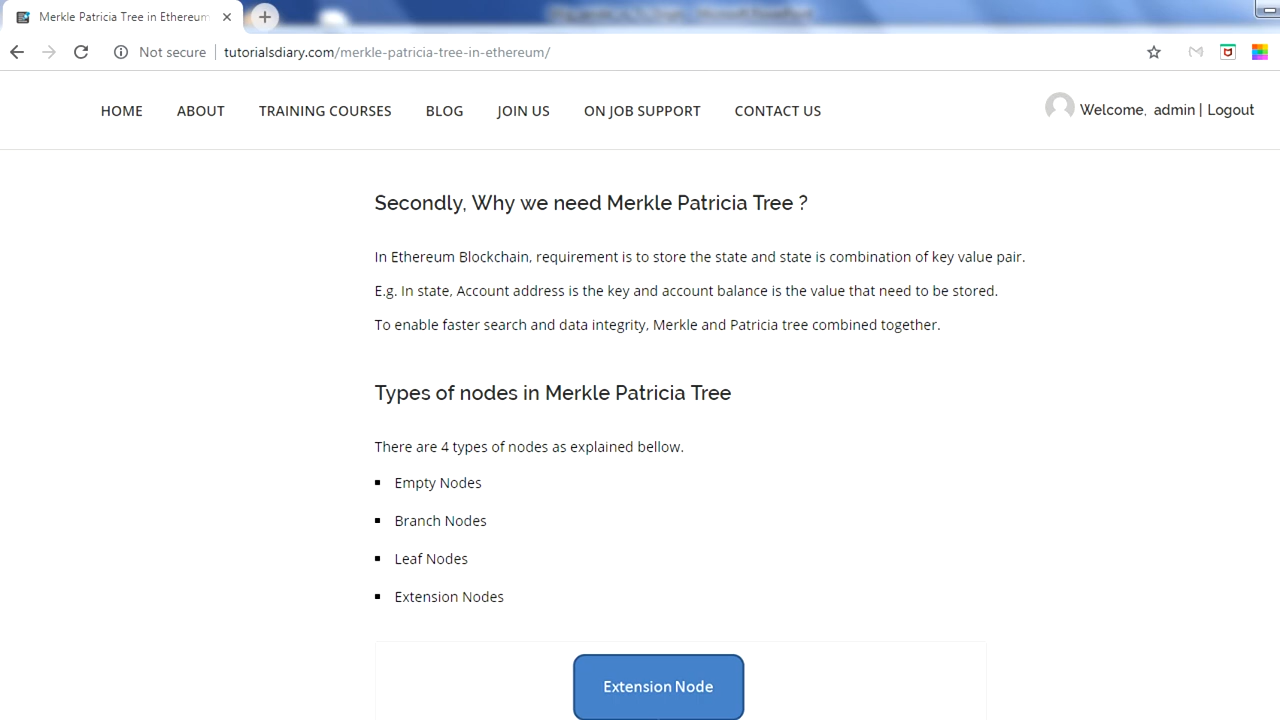 Merkle Patricia Tree in Ethereum
Not secure
tutorialsdiary.com/merkle-patricia-tree-in-ethereum/
HOME ABOUT TRAINING COURSES BLOG JOIN US ON JOB SUPPORT CONTACT US Welcome, admin | Logout
Secondly, Why we need Merkle Patricia Tree ?
In Ethereum Blockchain, requirement is to store the state and state is combination of key value pair.
E.g. In state, Account address is the key and account balance is the value that need to be stored.
To enable faster search and data integrity, Merkle and Patricia tree combined together.
Types of nodes in Merkle Patricia Tree
There are 4 types of nodes as explained bellow.
Empty Nodes
Branch Nodes
Leaf Nodes
Extension Nodes
Extension Node